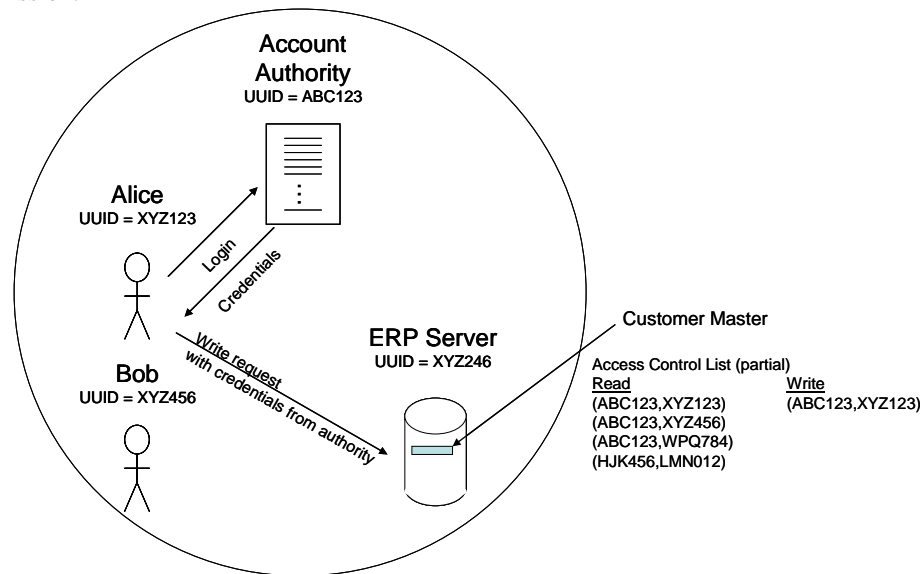 Account
Authority
UUID = ABC123
Alice
UUID = XYZ123
Login
Credentials
Write request
with credentials from authority
Bob
UUID = XYZ456
ERP Server
UUID = XYZ246
Customer Master
Access Control List (partial)
Read Write
(ABC123,XYZ123) (ABC123,XYZ123)
(ABC123,XYZ456)
(ABC123,WPQ784)
(HJK456,LMN012)